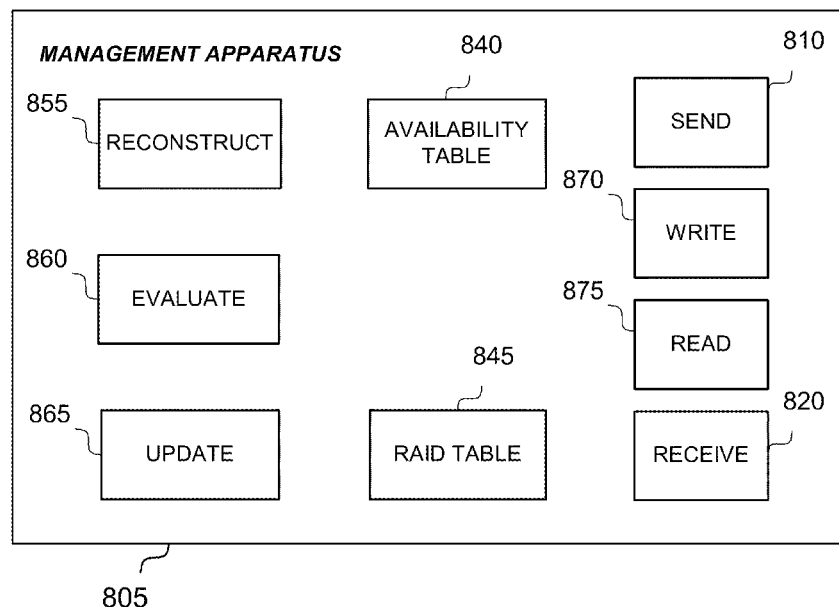 MANAGEMENT APPARATUS
840
810
855
RECONSTRUCT
AVAILABILITY
TABLE
SEND
870
WRITE
860
EVALUATE
875
READ
845
865
820
UPDATE
RAID TABLE
RECEIVE
805